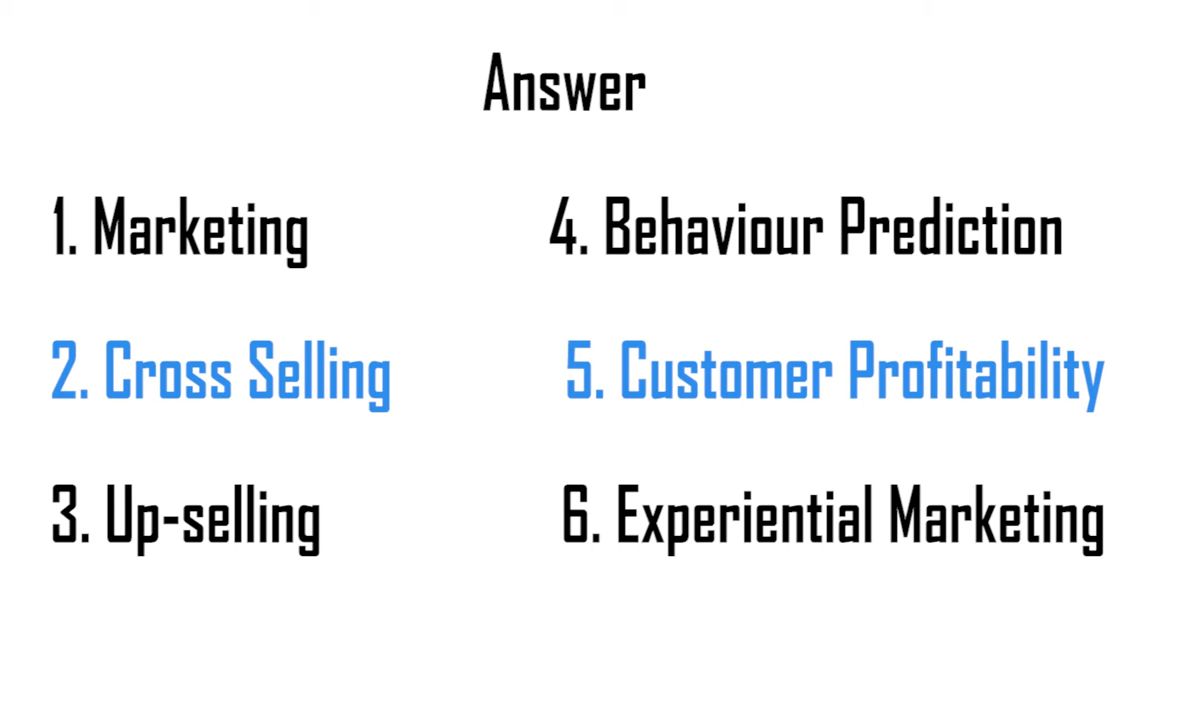 Answer
1. Marketing
2. Cross Selling
3. Up-selling
4. Behaviour Prediction
5. Customer Profitability
6. Experiential Marketing